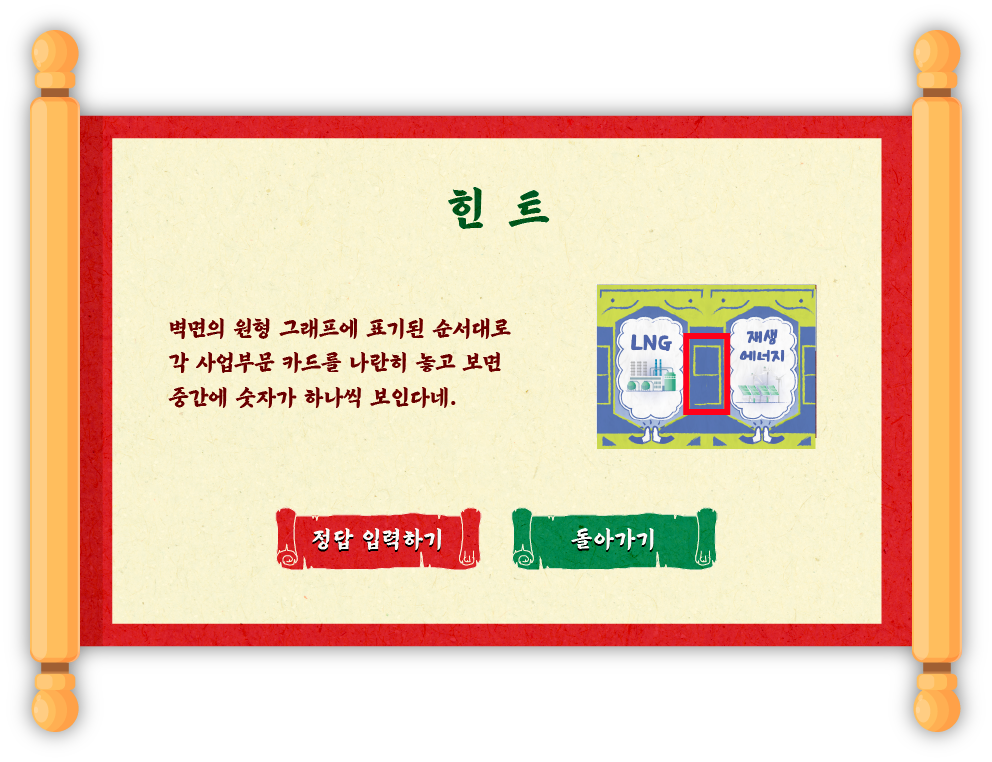 힌 트
벽면의 원형 그래프에 표기된 순서대로
각 사업부문 카드를 나란히 놓고 보면
중간에 숫자가 하나씩 보인다네.
LNG
재생
에너지
정답 입력하기
돌아가기